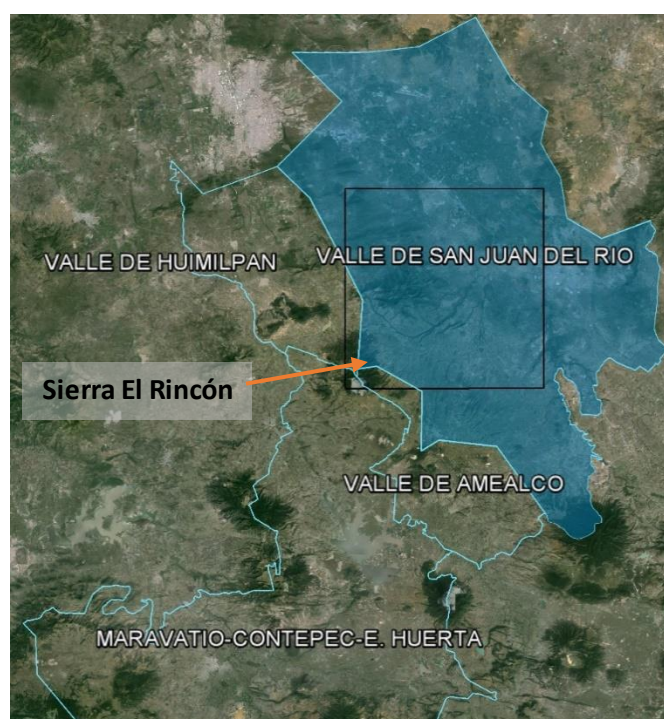 VALLE DE HUIMILPAN
VALLE DE SAN JUAN DEL RIO
Sierra El Rincón
VALLE DE AMEALCO
MARAVATIO-CONTEPEC-E. HUERTA